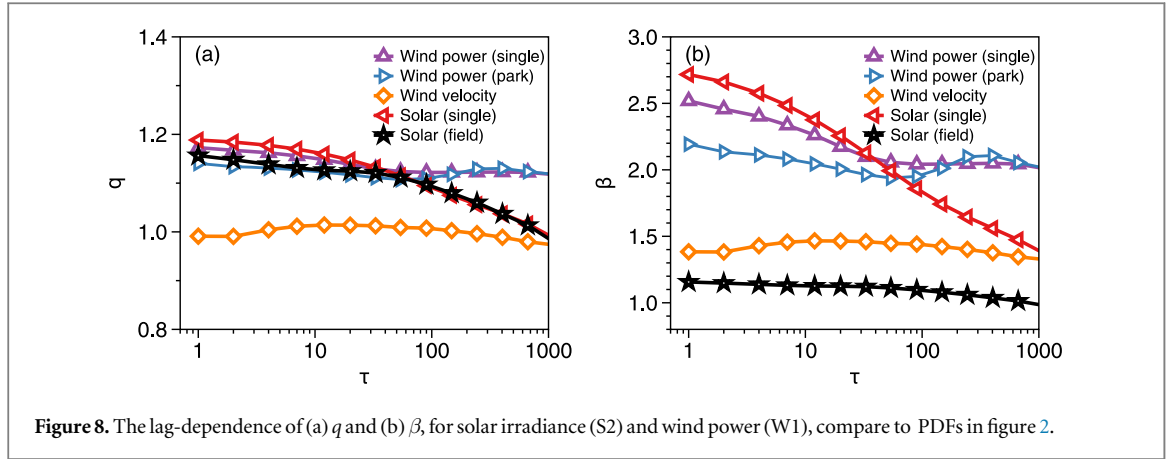 (a)
1.4
1.2
1.0
0.8
q
1
10
100
1000
τ
Wind power (single)
Wind power (park)
Wind velocity
Solar (single)
Solar (field)
(b)
3.0
2.5
2.0
1.5
1.0
β
1
10
100
1000
τ
Wind power (single)
Wind power (park)
Wind velocity
Solar (single)
Solar (field)
Figure 8. The lag-dependence of (a) q and (b) β, for solar irradiance (S2) and wind power (W1), compare to PDFs in figure 2.